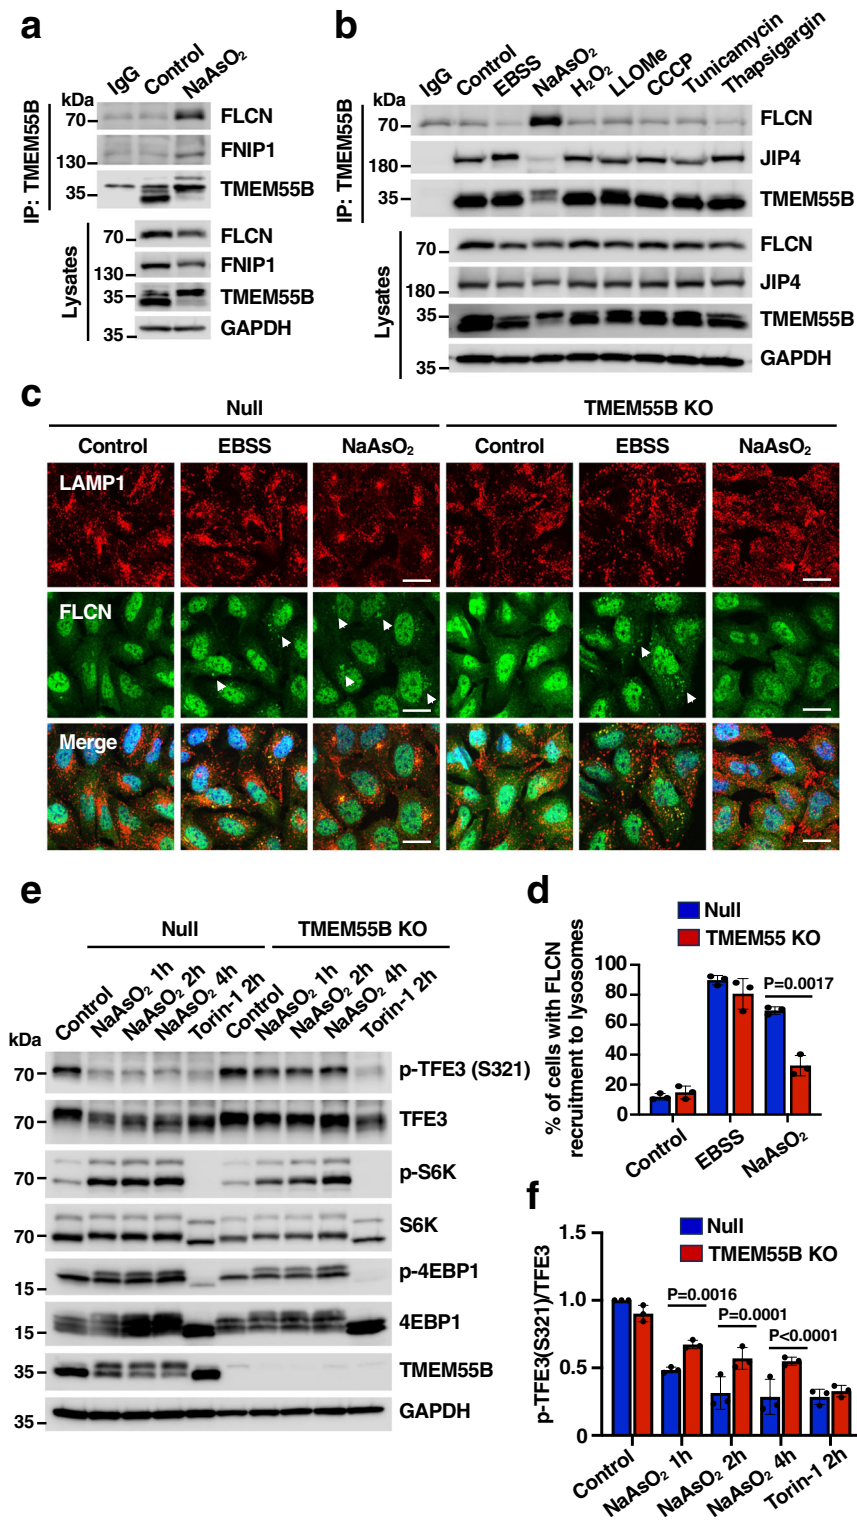 a
IgG
Control
NaAsO₂
kDa
IP: TMEM55B
70
FLCN
130
FNIP1
35
TMEM55B
Lysates
70
FLCN
130
FNIP1
35
TMEM55B
35
GAPDH
b
IgG
Control
EBSS
NaAsO₂
H₂O₂
LLOMe
CCCP
Tunicamycin
Thapsigargin
kDa
IP: TMEM55B
70
FLCN
180
JIP4
35
TMEM55B
Lysates
70
FLCN
180
JIP4
35
TMEM55B
35
GAPDH
c
Null
TMEM55B KO
Control
EBSS
NaAsO₂
Control
EBSS
NaAsO₂
LAMP1
FLCN
Merge
e
Null
TMEM55B KO
Control
NaAsO₂ 1h
NaAsO₂ 2h
NaAsO₂ 4h
Torin-1 2h
Control
NaAsO₂ 1h
NaAsO₂ 2h
NaAsO₂ 4h
Torin-1 2h
kDa
70
p-TFE3 (S321)
70
TFE3
70
p-S6K
70
S6K
15
p-4EBP1
15
4EBP1
35
TMEM55B
35
GAPDH
d
Null
TMEM55 KO
% of cells with FLCN
recruitment to lysosomes
100
80
60
40
20
0
P=0.0017
Control
EBSS
NaAsO₂
f
Null
TMEM55B KO
p-TFE3(S321)/TFE3
1.5
1.0
0.5
0
P=0.0016
P=0.0001
P<0.0001
Control
NaAsO₂ 1h
NaAsO₂ 2h
NaAsO₂ 4h
Torin-1 2h